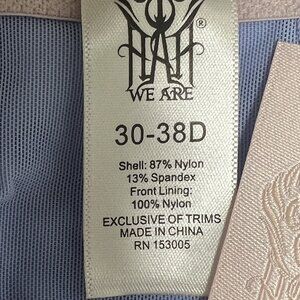 HAH®
WE ARE
30-38D
Shell: 87% Nylon
13% Spandex
Front Lining:
100% Nylon
EXCLUSIVE OF TRIMS
MADE IN CHINA
RN 153005